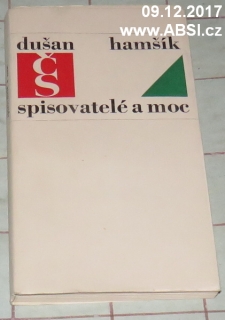 09.12.2017
www.ABSI.cz
dušan hamšík
ČS
spisovatelé a moc